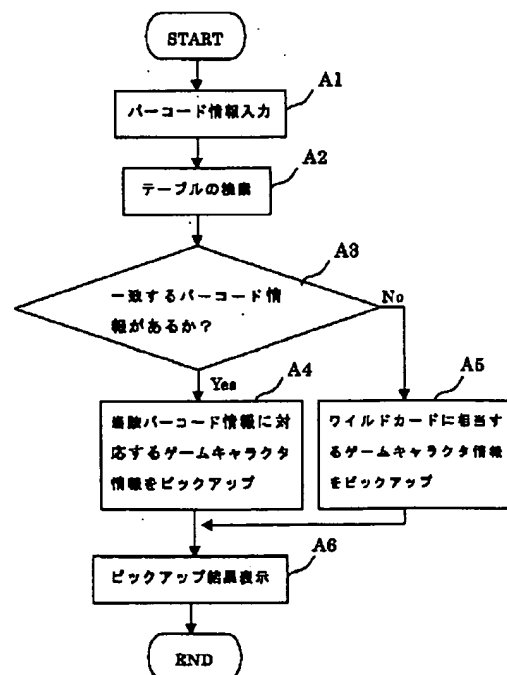 START
A1
バーコード情報入力
A2
テーブルの検索
A3
一致するバーコード情
報があるか？
No
Yes
A4
当該バーコード情報に対
応するゲームキャラクタ
情報をピックアップ
A5
ワイルドカードに相当す
るゲームキャラクタ情報
をピックアップ
A6
ピックアップ結果表示
END